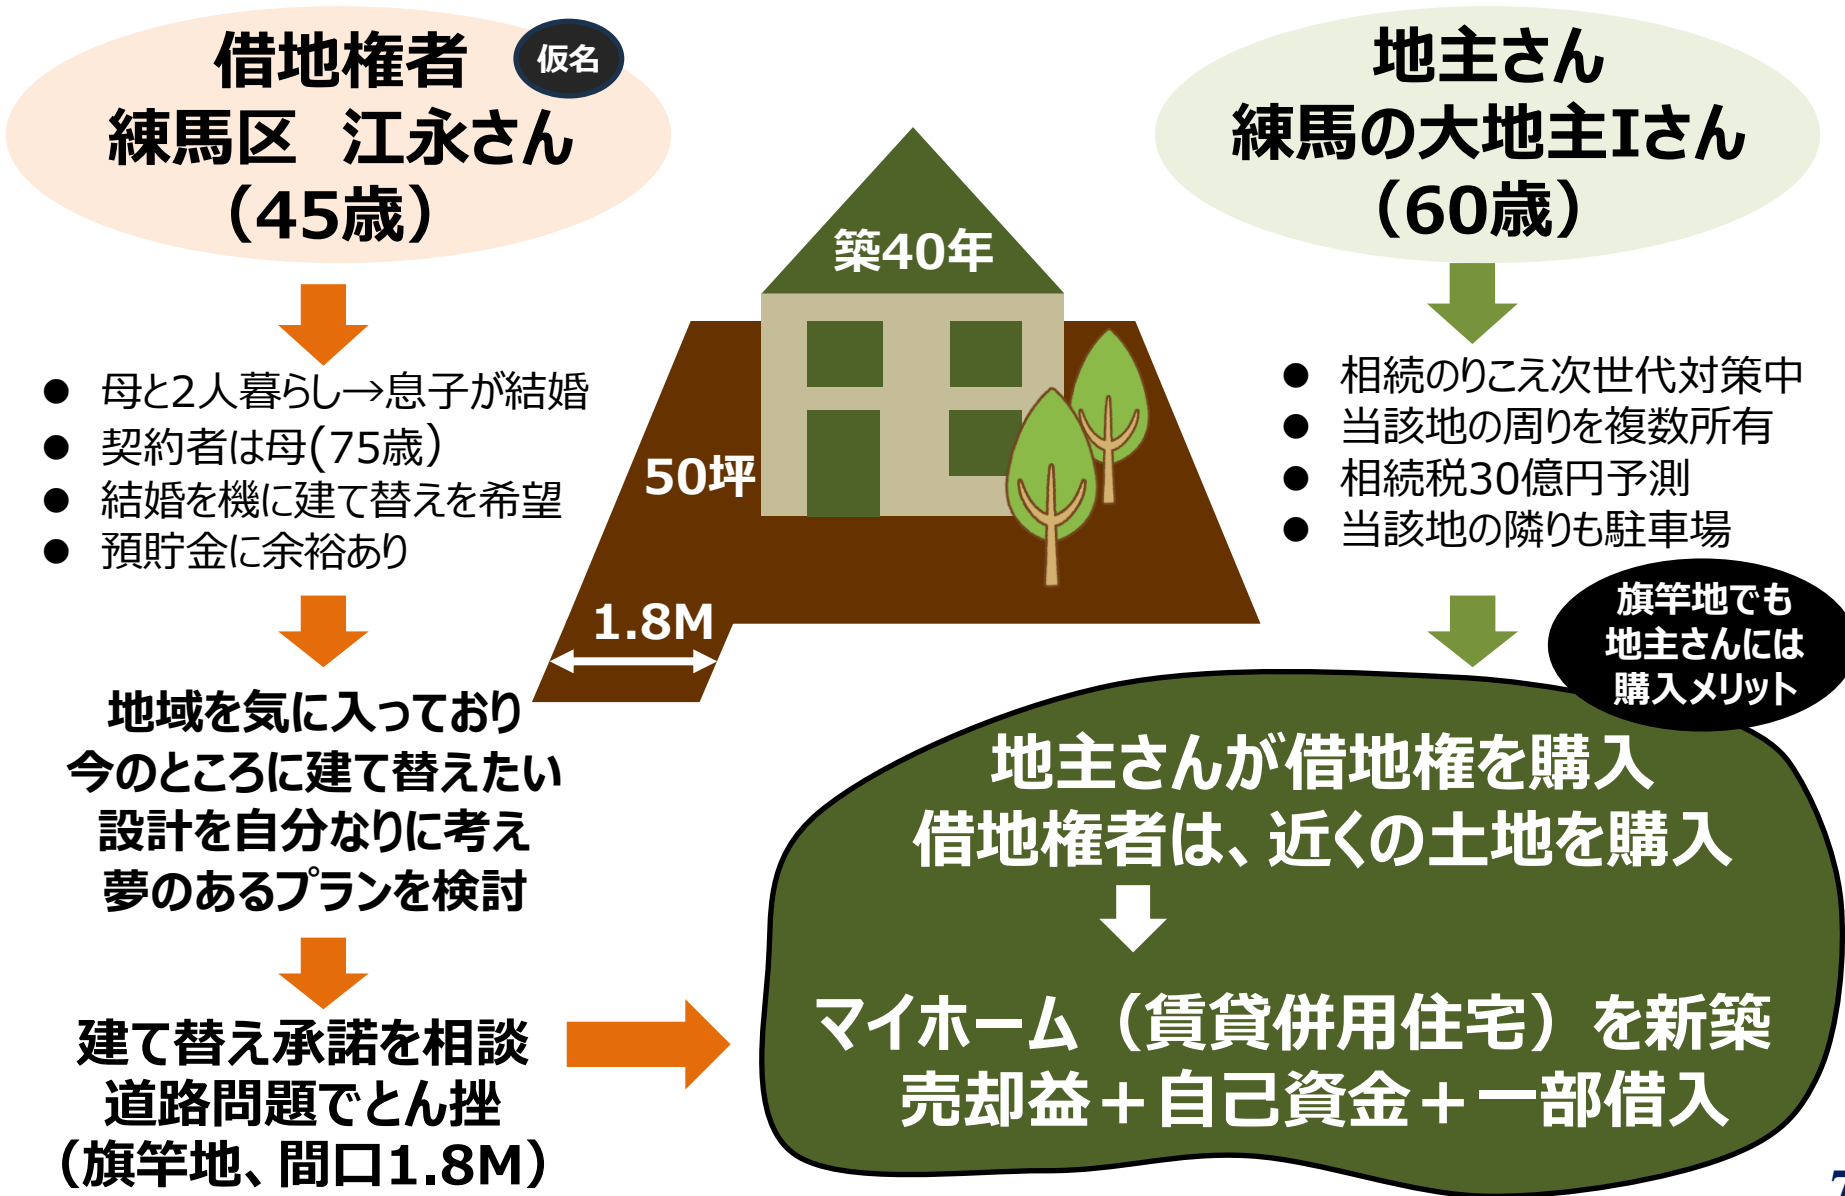 借地権者
仮名
練馬区　江永さん
（45歳）
● 母と2人暮らし→息子が結婚
● 契約者は母(75歳）
● 結婚を機に建て替えを希望
● 預貯金に余裕あり
地域を気に入っており
今のところに建て替えたい
設計を自分なりに考え
夢のあるプランを検討
建て替え承諾を相談
道路問題でとん挫
（旗竿地、間口1.8M）
築40年
50坪
1.8M
地主さん
練馬の大地主Iさん
（60歳）
● 相続のりこえ次世代対策中
● 当該地の周りを複数所有
● 相続税30億円予測
● 当該地の隣りも駐車場
旗竿地でも
地主さんには
購入メリット
地主さんが借地権を購入
借地権者は、近くの土地を購入
マイホーム（賃貸併用住宅）を新築
売却益＋自己資金＋一部借入